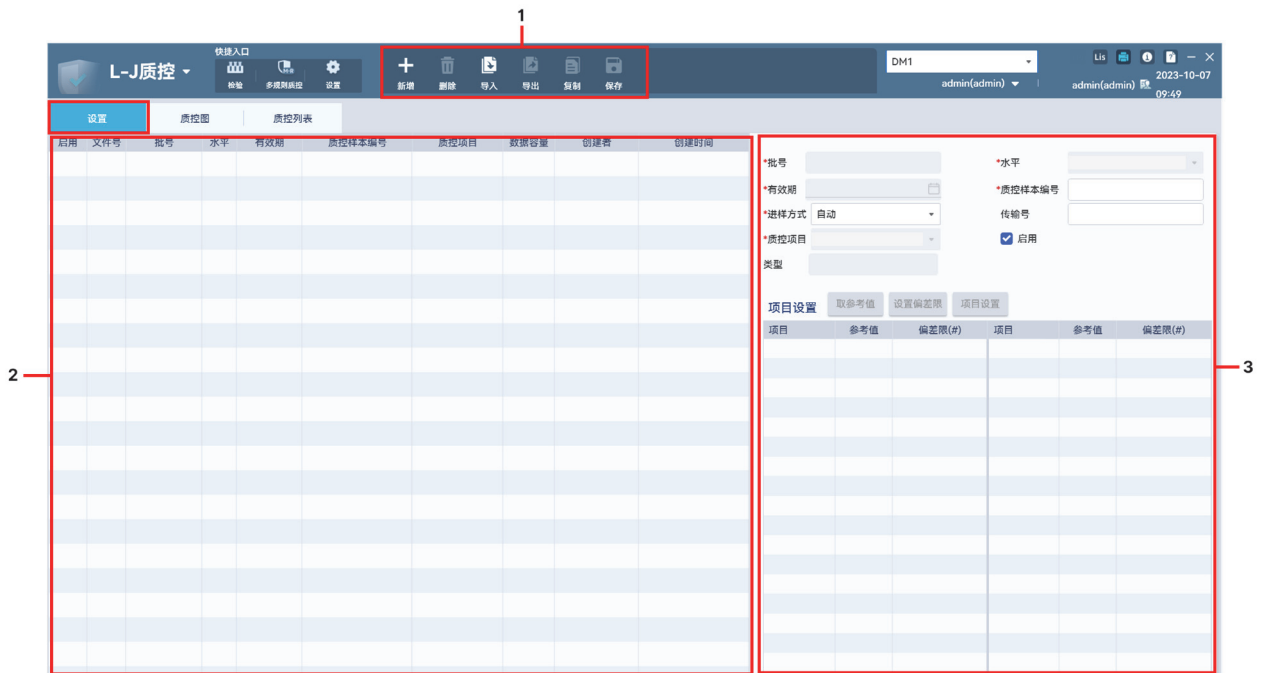 1
快捷入口
L-J质控
检验 多规则质控 设置
新增 删除 导入 导出 复制 保存
DM1
admin(admin)
Lis
admin(admin)
2023-10-07
09:49
设置 质控图 质控列表
启用 文件号 批号 水平 有效期 质控样本编号 质控项目 数据容量 创建者 创建时间
*批号 *水平
*有效期 *质控样本编号
*进样方式 自动 传输号
*质控项目 启用
类型
项目设置 取参考值 设置偏差限 项目设置
项目 参考值 偏差限(#) 项目 参考值 偏差限(#)
2
3